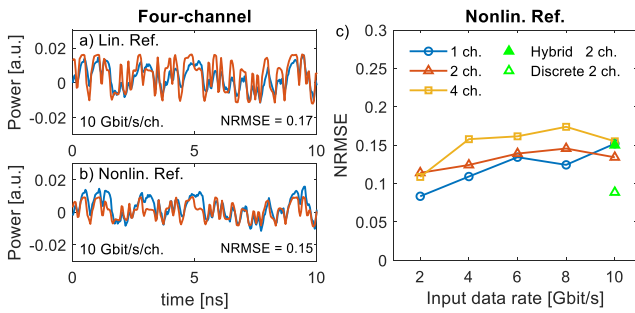 Four-channel
a) Lin. Ref.
0.02
0
-0.02
Power [a.u.]
10 Gbit/s/ch.
NRMSE = 0.17
0
5
10
b) Nonlin. Ref.
0.02
0
-0.02
Power [a.u.]
10 Gbit/s/ch.
NRMSE = 0.15
0
5
10
time [ns]
Nonlin. Ref.
c)
0.3
0.25
0.2
0.15
0.1
0.05
0
NRMSE
1 ch.
2 ch.
4 ch.
Hybrid 2 ch.
Discrete 2 ch.
2
4
6
8
10
Input data rate [Gbit/s]